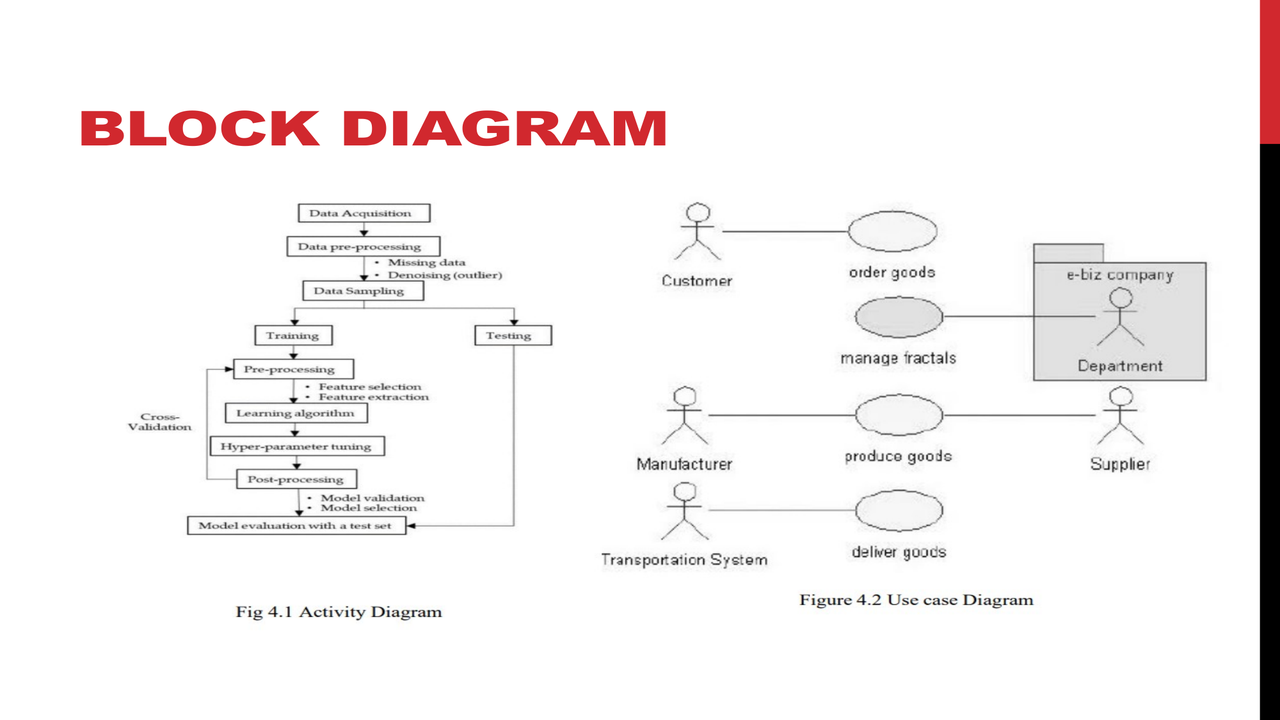 BLOCK DIAGRAM
Data Acquisition
Data pre-processing
• Missing data
• Denoising (outlier)
Data Sampling
Training
Testing
Pre-processing
• Feature selection
• Feature extraction
Cross-
Validation
Learning algorithm
Hyper-parameter tuning
Post-processing
• Model validation
• Model selection
Model evaluation with a test set
Fig 4.1 Activity Diagram
Customer
order goods
e-biz company
manage fractals
Department
Manufacturer
produce goods
Supplier
Transportation System
deliver goods
Figure 4.2 Use case Diagram